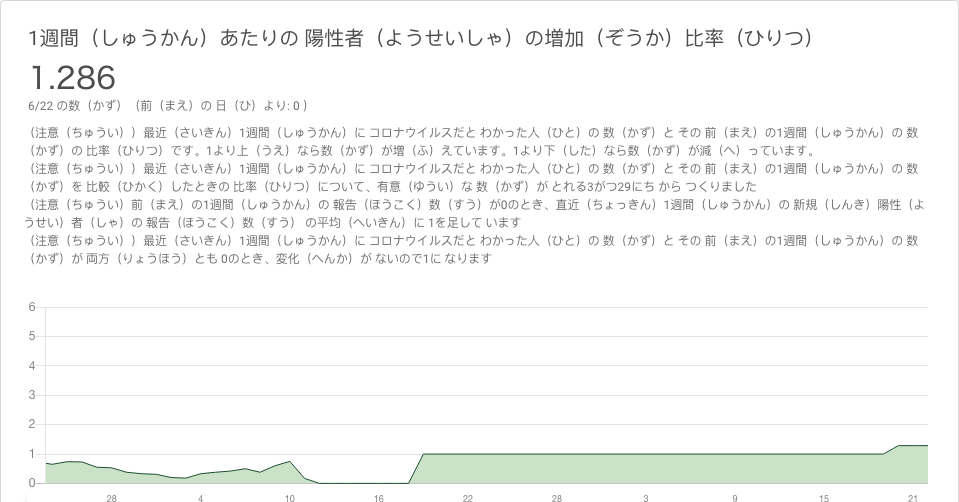 1週間（しゅうかん）あたりの 陽性者（ようせいしゃ）の増加（ぞうか）比率（ひりつ）
1.286
6/22 の数（かず）（前（まえ）の 日（ひ）より: 0 ）
（注意（ちゅうい））最近（さいきん）1週間（しゅうかん）に コロナウイルスだと わかった人（ひと）の 数（かず）と その 前（まえ）の1週間（しゅうかん）の 数
（かず）の 比率（ひりつ）です。1より上（うえ）なら数（かず）が増（ふ）えています。1より下（した）なら数（かず）が減（へ）っています。
（注意（ちゅうい））最近（さいきん）1週間（しゅうかん）に コロナウイルスだと わかった人（ひと）の 数（かず）と その 前（まえ）の1週間（しゅうかん）の 数
（かず）を 比較（ひかく）したときの 比率（ひりつ）について、有意（ゆうい）な 数（かず）が とれる3がつ29にち から つくりました
（注意（ちゅうい）前（まえ）の1週間（しゅうかん）の 報告（ほうこく）数（すう）が0のとき、直近（ちょっきん）1週間（しゅうかん）の 新規（しんき）陽性（よ
うせい）者（しゃ）の 報告（ほうこく）数（すう） の平均（へいきん）に 1を足して います
（注意（ちゅうい））最近（さいきん）1週間（しゅうかん）に コロナウイルスだと わかった人（ひと）の 数（かず）と その 前（まえ）の1週間（しゅうかん）の 数
（かず）が 両方（りょうほう）とも 0のとき、変化（へんか）が ないので1に なります
6
5
4
3
2
1
0
28 4 10 16 22 28 3 9 15 21